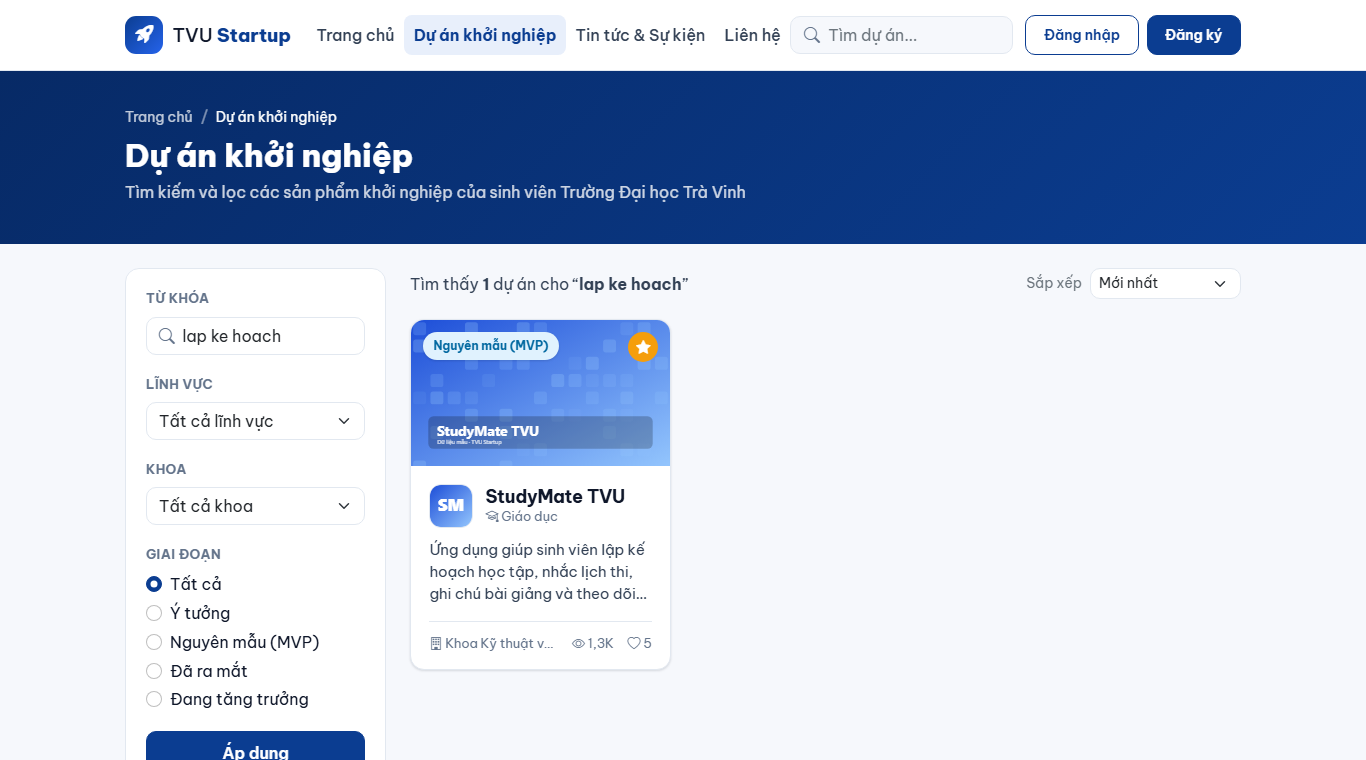 TVU Startup
Trang chủ
Dự án khởi nghiệp
Tin tức & Sự kiện
Liên hệ
Tìm dự án...
Đăng nhập
Đăng ký
Trang chủ / Dự án khởi nghiệp
Dự án khởi nghiệp
Tìm kiếm và lọc các sản phẩm khởi nghiệp của sinh viên Trường Đại học Trà Vinh
TỪ KHÓA
lap ke hoach
LĨNH VỰC
Tất cả lĩnh vực
KHOA
Tất cả khoa
GIAI ĐOẠN
Tất cả
Ý tưởng
Nguyên mẫu (MVP)
Đã ra mắt
Đang tăng trưởng
Áp dụng
Tìm thấy 1 dự án cho “lap ke hoach”
Sắp xếp
Mới nhất
Nguyên mẫu (MVP)
StudyMate TVU
Dữ liệu mẫu · TVU Startup
SM
StudyMate TVU
Giáo dục
Ứng dụng giúp sinh viên lập kế
hoạch học tập, nhắc lịch thi,
ghi chú bài giảng và theo dõi...
Khoa Kỹ thuật v...
1,3K
5